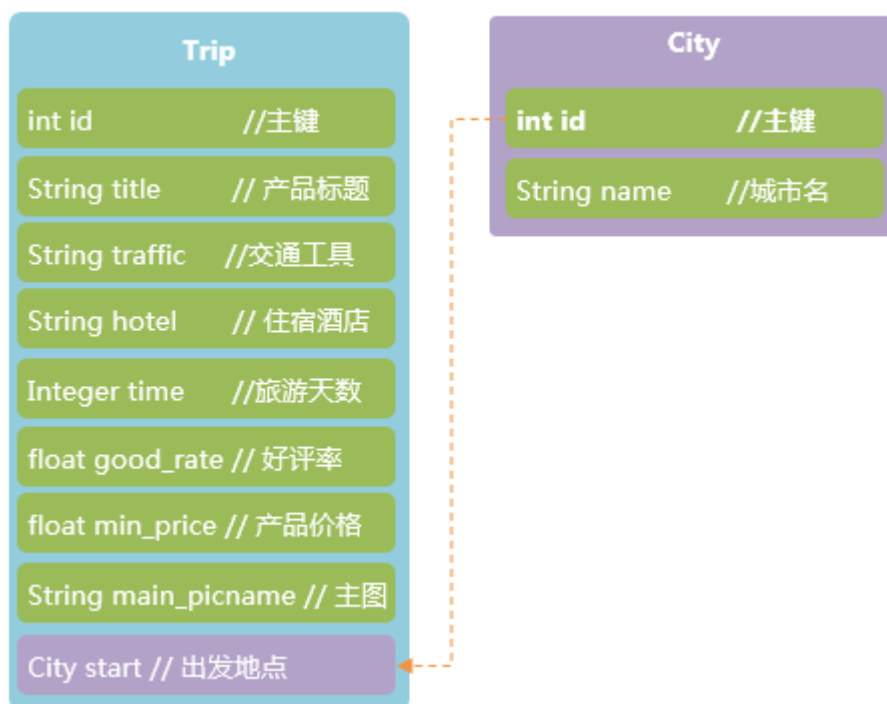 Trip
int id //主键
String title // 产品标题
String traffic //交通工具
String hotel // 住宿酒店
Integer time //旅游天数
float good_rate // 好评率
float min_price // 产品价格
String main_picname // 主图
City start // 出发地点
City
int id //主键
String name //城市名